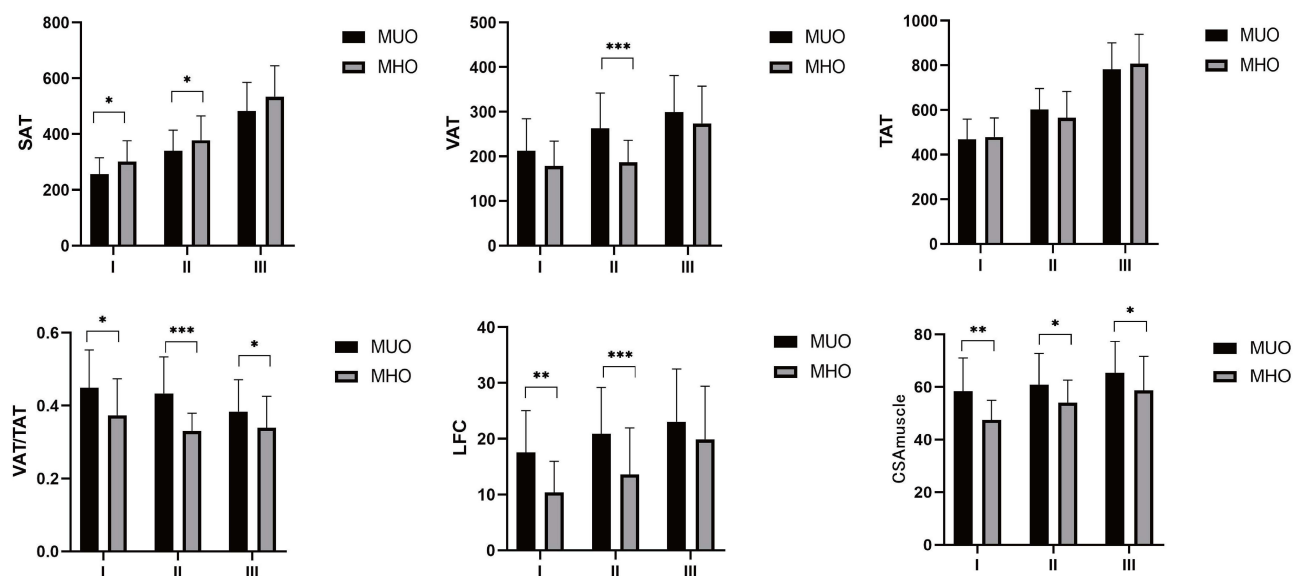 SAT
800
600
400
200
0
*
*
I
II
III
MUO
MHO
VAT
500
400
300
200
100
0
***
I
II
III
MUO
MHO
TAT
1000
800
600
400
200
0
I
II
III
MUO
MHO
VAT/TAT
0.6
0.4
0.2
0.0
*
***
*
I
II
III
MUO
MHO
LFC
40
30
20
10
0
**
***
I
II
III
MUO
MHO
CSAmuscle
80
60
40
20
0
**
*
*
I
II
III
MUO
MHO